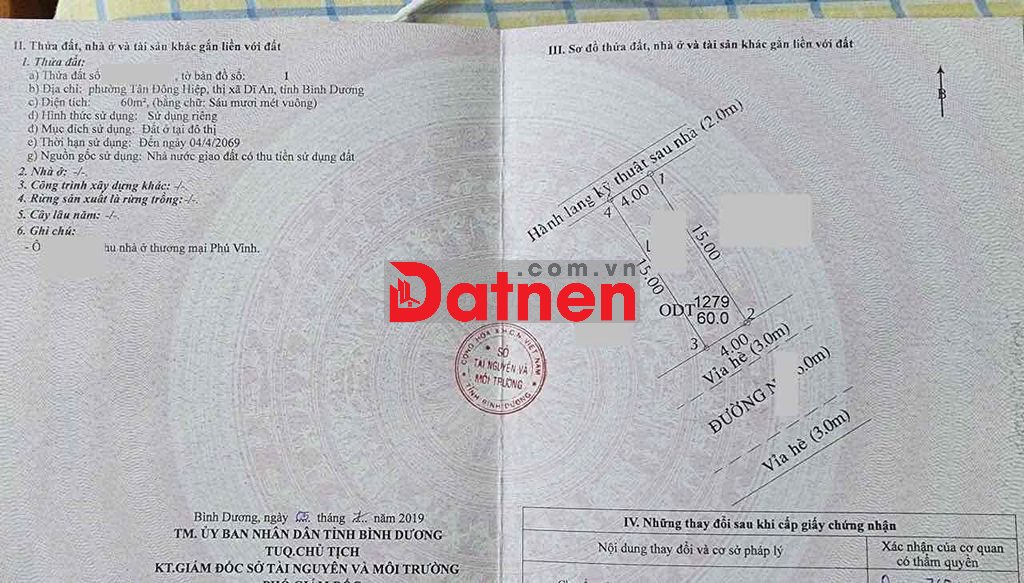 II. Thửa đất, nhà ở và tài sản khác gắn liền với đất
1. Thửa đất:
a) Thửa đất số , tờ bản đồ số: 1
b) Địa chỉ: phường Tân Đông Hiệp, thị xã Dĩ An, tỉnh Bình Dương
c) Diện tích: 60m², (bằng chữ: Sáu mươi mét vuông)
d) Hình thức sử dụng: Sử dụng riêng
đ) Mục đích sử dụng: Đất ở tại đô thị
e) Thời hạn sử dụng: Đến ngày 04/4/2069
g) Nguồn gốc sử dụng: Nhà nước giao đất có thu tiền sử dụng đất
2. Nhà ở: -/-
3. Công trình xây dựng khác: -/-
4. Rừng sản xuất là rừng trồng: -/-.
5. Cây lâu năm: -/-
6. Ghi chú:
- Ô hu nhà ở thương mại Phú Vinh.
Bình Dương, ngày tháng năm 2019
TM. ỦY BAN NHÂN DÂN TỈNH BÌNH DƯƠNG
TUQ.CHỦ TỊCH
KT.GIÁM ĐỐC SỞ TÀI NGUYÊN VÀ MÔI TRƯỜNG
PHÓ GIÁM ĐỐC
CỘNG HÒA X.H.C.N VIỆT NAM
SỞ
TÀI NGUYÊN VÀ
MÔI TRƯỜNG
TỈNH BÌNH DƯƠNG
.com.vn
Datnen
III. Sơ đồ thửa đất, nhà ở và tài sản khác gắn liền với đất
B
Hành lang kỹ thuật sau nhà (2.0m)
4
4.00
1
15.00
L
15.00
ODT 1279
60.0
2
3
4.00
Vỉa hè (3.0m)
ĐƯỜNG N .0m)
Vỉa hè (3.0m)
IV. Những thay đổi sau khi cấp giấy chứng nhận
Nội dung thay đổi và cơ sở pháp lý
Xác nhận của cơ quan
có thẩm quyền